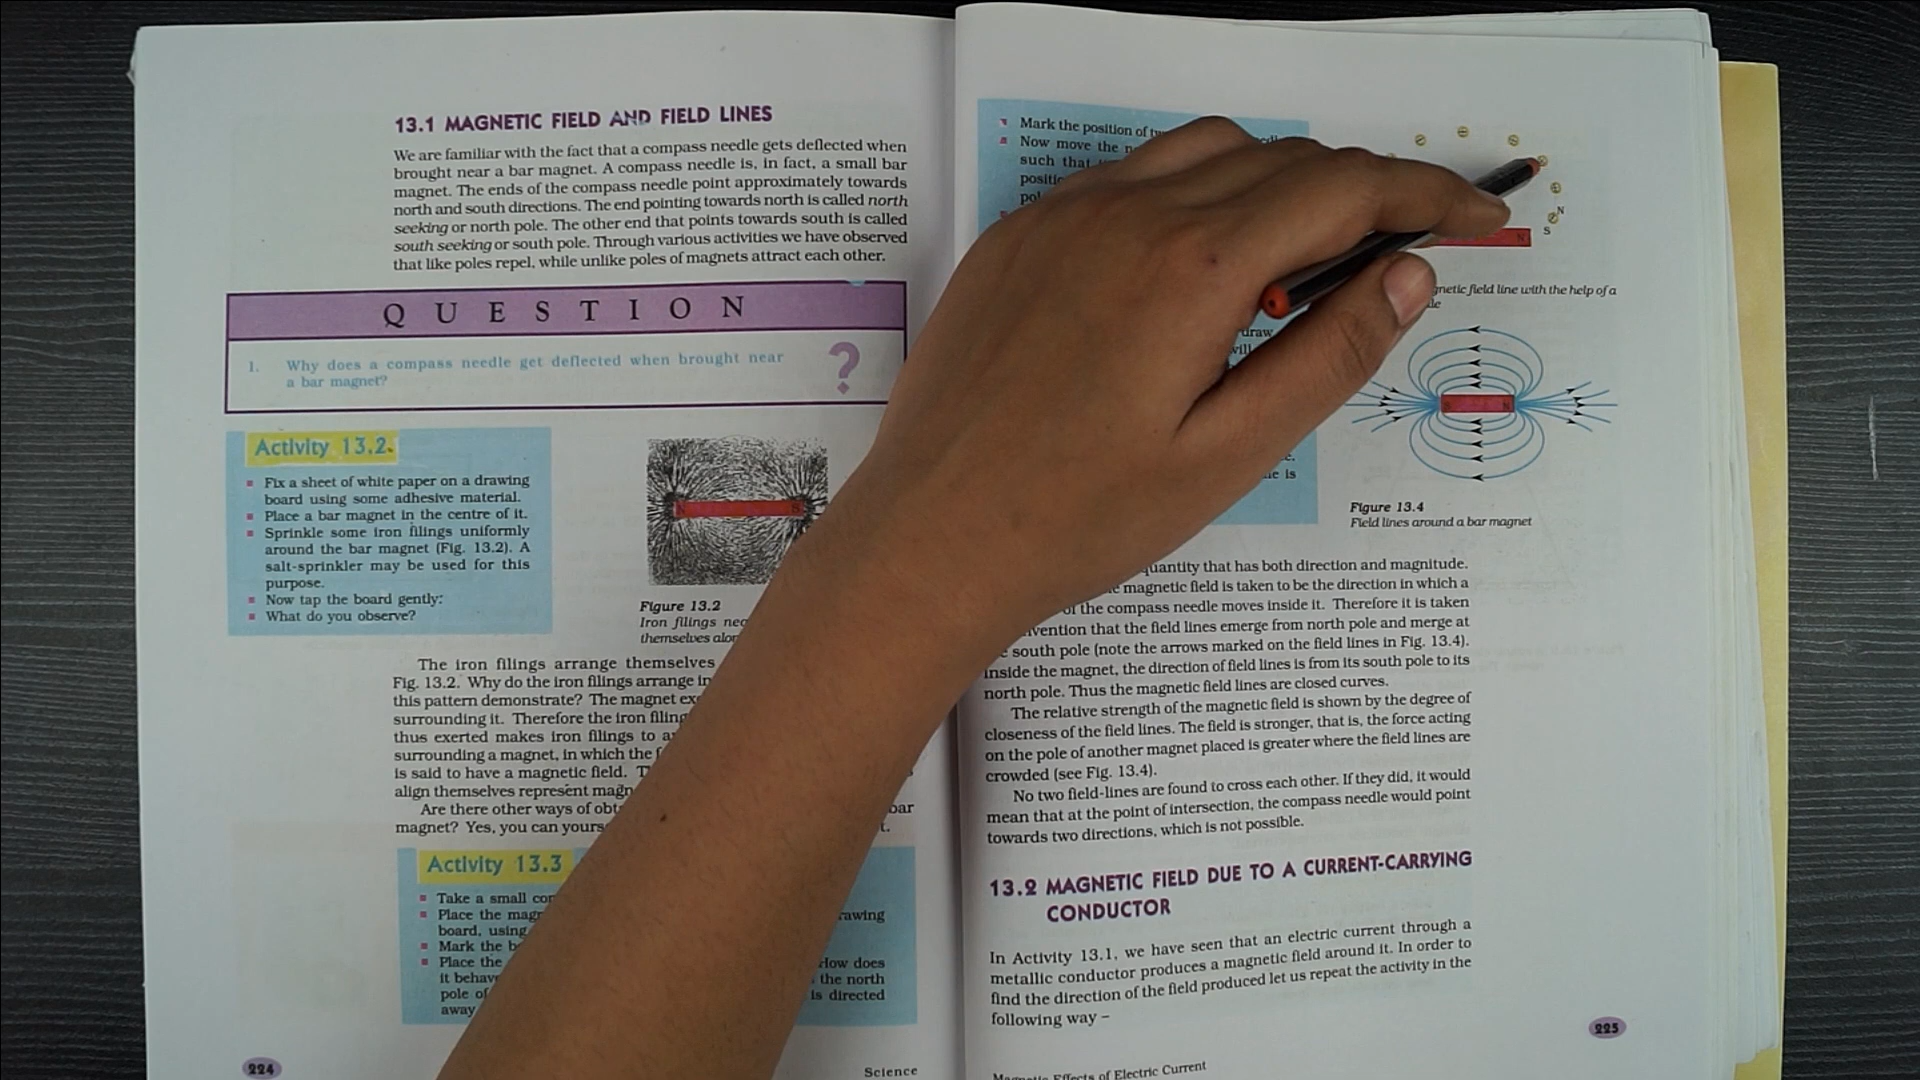 13.1 MAGNETIC FIELD AND FIELD LINES
We are familiar with the fact that a compass needle gets deflected when
brought near a bar magnet. A compass needle is, in fact, a small bar
magnet. The ends of the compass needle point approximately towards
north and south directions. The end pointing towards north is called north
seeking or north pole. The other end that points towards south is called
south seeking or south pole. Through various activities we have observed
that like poles repel, while unlike poles of magnets attract each other.
QUESTION
1. Why does a compass needle get deflected when brought near
a bar magnet?
?
Activity 13.2
Fix a sheet of white paper on a drawing
board using some adhesive material.
Place a bar magnet in the centre of it.
Sprinkle some iron filings uniformly
around the bar magnet (Fig. 13.2). A
salt-sprinkler may be used for this
purpose.
Now tap the board gently.
What do you observe?
N S
Figure 13.2
Iron filings
themselves
The iron filings arrange themselves
Fig. 13.2. Why do the iron filings arrange in
this pattern demonstrate? The magnet
surrounding it. Therefore the iron
thus exerted makes iron filings to
surrounding a magnet, in which the
is said to have a magnetic field.
align themselves represent
Are there other ways of bar
magnet? Yes, you can
Activity 13.3
Take a small
Place the
board, using
Mark the
Place the How does
it the north
pole is directed
away
224
Science
Mark the position of
Now move the
such that
N
S
N
magnetic field line with the help of a
draw
S N
is
Figure 13.4
Field lines around a bar magnet
quantity that has both direction and magnitude.
magnetic field is taken to be the direction in which a
of the compass needle moves inside it. Therefore it is taken
convention that the field lines emerge from north pole and merge at
south pole (note the arrows marked on the field lines in Fig. 13.4).
Inside the magnet, the direction of field lines is from its south pole to its
north pole. Thus the magnetic field lines are closed curves.
The relative strength of the magnetic field is shown by the degree of
closeness of the field lines. The field is stronger, that is, the force acting
on the pole of another magnet placed is greater where the field lines are
crowded (see Fig. 13.4).
No two field-lines are found to cross each other. If they did, it would
mean that at the point of intersection, the compass needle would point
towards two directions, which is not possible.
13.2 MAGNETIC FIELD DUE TO A CURRENT-CARRYING
CONDUCTOR
In Activity 13.1, we have seen that an electric current through a
metallic conductor produces a magnetic field around it. In order to
find the direction of the field produced let us repeat the activity in the
following way –
Magnetic Effects of Electric Current
225